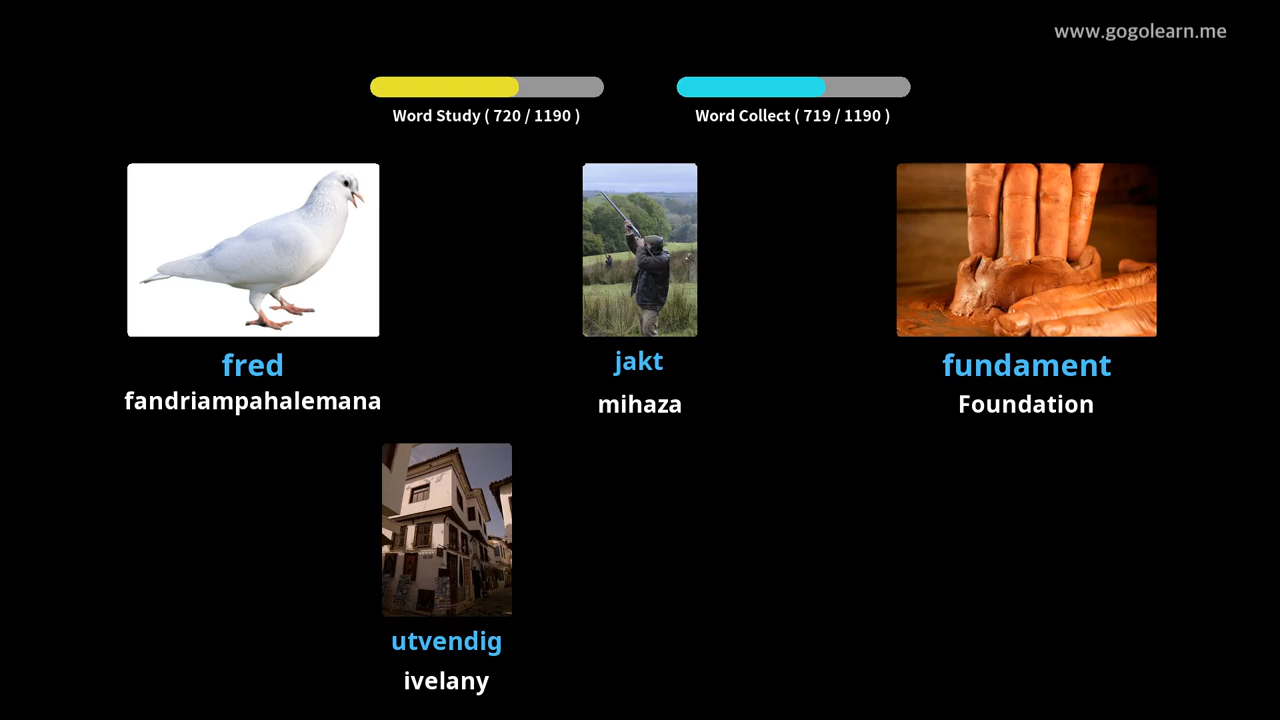 www.gogolearn.me
Word Study ( 720 / 1190 )
Word Collect ( 719 / 1190 )
fred
fandriampahalemana
jakt
mihaza
fundament
Foundation
utvendig
ivelany